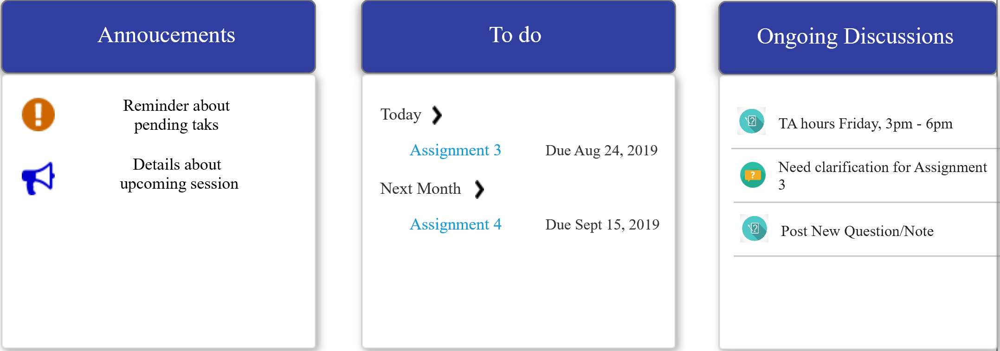 Annoucements
Reminder about
pending taks
Details about
upcoming session
To do
Today
Assignment 3 Due Aug 24, 2019
Next Month
Assignment 4 Due Sept 15, 2019
Ongoing Discussions
TA hours Friday, 3pm - 6pm
Need clarification for Assignment
3
Post New Question/Note